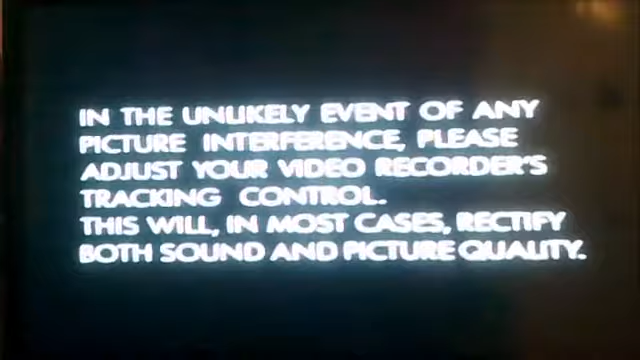 IN THE UNLIKELY EVENT OF ANY
PICTURE INTERFERENCE, PLEASE
ADJUST YOUR VIDEO RECORDER'S
TRACKING CONTROL.
THIS WILL, IN MOST CASES, RECTIFY
BOTH SOUND AND PICTURE QUALITY.